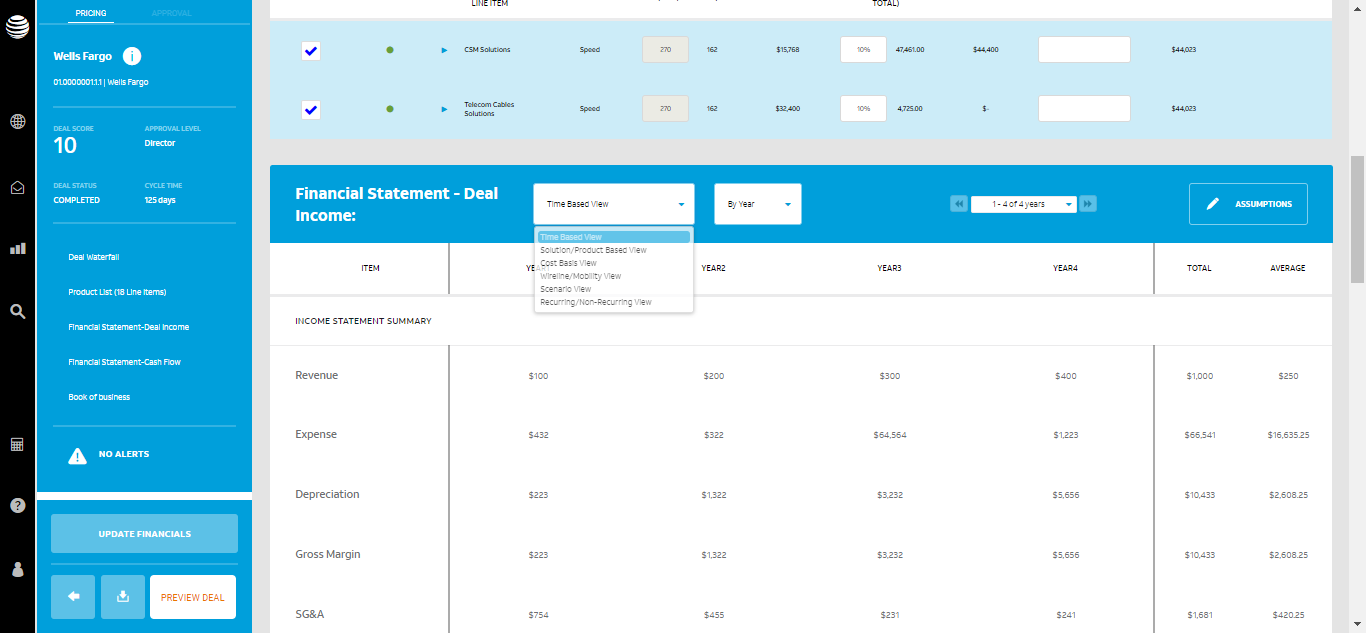 PRICING
APPROVAL
Wells Fargo
i
01.0000001.1.1 | Wells Fargo
DEAL SCORE
10
APPROVAL LEVEL
Director
DEAL STATUS
COMPLETED
CYCLE TIME
125 days
Deal Waterfall
Product List (18 Line Items)
Financial Statement-Deal Income
Financial Statement-Cash Flow
Book of business
NO ALERTS
UPDATE FINANCIALS
PREVIEW DEAL
LINE ITEM
TOTAL)
CSM Solutions Speed 270 162 $15,768 10% 47,461.00 $44,400 $44,023
Telecom Cables
Solutions
Speed 270 162 $32,400 10% 4,725.00 $- $44,023
Financial Statement - Deal
Income:
Time Based View
By Year
1 - 4 of 4 years
ASSUMPTIONS
Time Based View
Solution/Product Based View
Cost Basis View
Wireline/Mobility View
Scenario View
Recurring/Non-Recurring View
ITEM YEAR2 YEAR3 YEAR4 TOTAL AVERAGE
INCOME STATEMENT SUMMARY
Revenue $100 $200 $300 $400 $1,000 $250
Expense $432 $322 $64,564 $1,223 $66,541 $16,635.25
Depreciation $223 $1,322 $3,232 $5,656 $10,433 $2,608.25
Gross Margin $223 $1,322 $3,232 $5,656 $10,433 $2,608.25
SG&A $754 $455 $231 $241 $1,681 $420.25